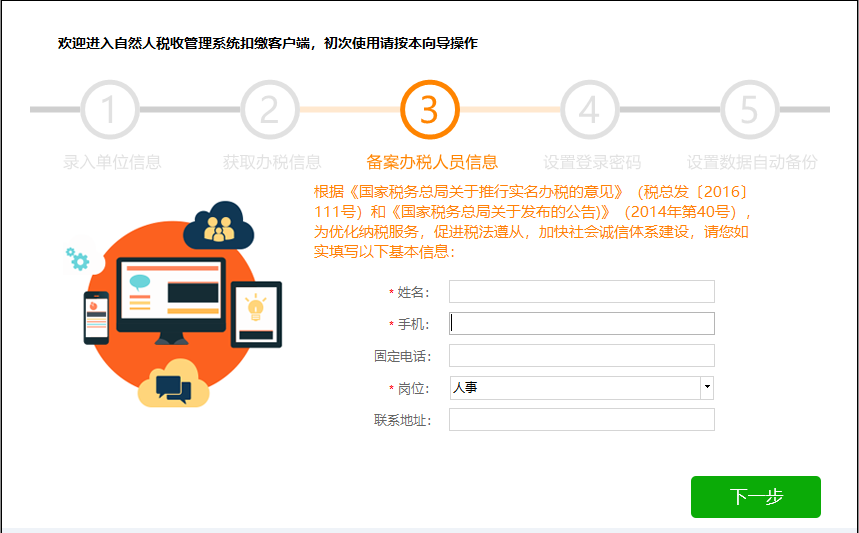 欢迎进入自然人税收管理系统扣缴客户端，初次使用请按本向导操作
1 2 3 4 5
录入单位信息 获取办税信息 备案办税人员信息 设置登录密码 设置数据自动备份
根据《国家税务总局关于推行实名办税的意见》（税总发〔2016〕
111号）和《国家税务总局关于发布的公告)》（2014年第40号），
为优化纳税服务，促进税法遵从，加快社会诚信体系建设，请您如
实填写以下基本信息：
* 姓名：
* 手机：
固定电话：
* 岗位： 人事
联系地址：
下一步